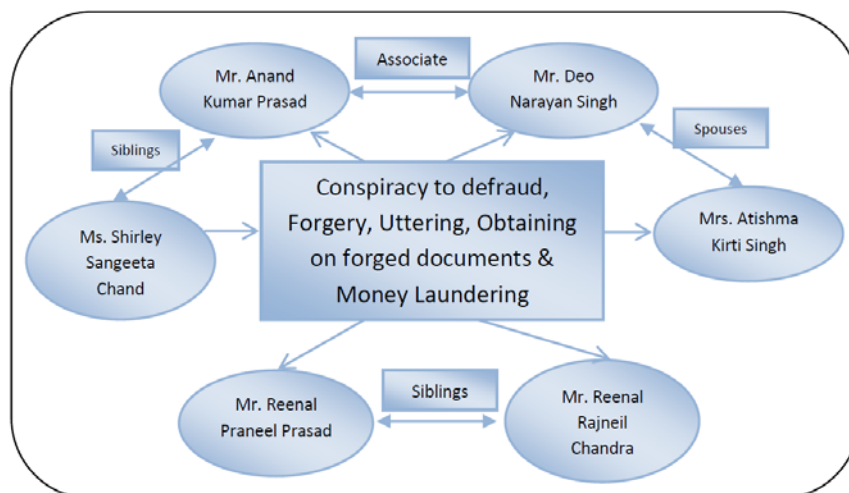 Associate
Mr. Anand
Kumar Prasad
Mr. Deo
Narayan Singh
Siblings
Spouses
Conspiracy to defraud,
Forgery, Uttering, Obtaining
on forged documents &
Money Laundering
Ms. Shirley
Sangeeta
Chand
Mrs. Atishma
Kirti Singh
Siblings
Mr. Reenal
Praneel Prasad
Mr. Reenal
Rajneil
Chandra